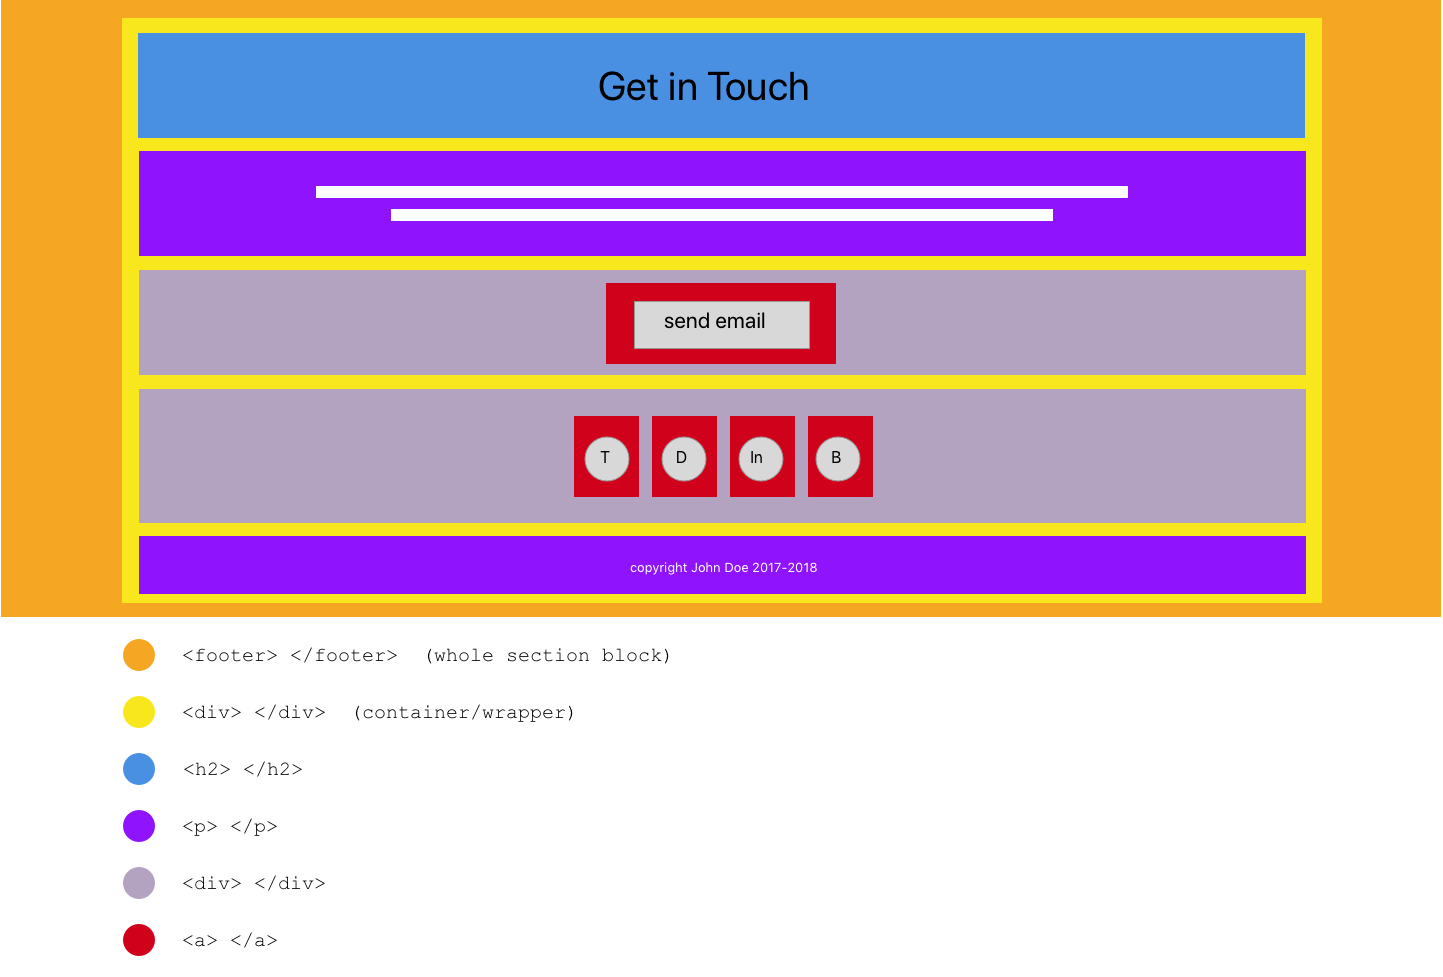 Get in Touch
send email
T D In B
copyright John Doe 2017-2018
<footer> </footer> (whole section block)
<div> </div> (container/wrapper)
<h2> </h2>
<p> </p>
<div> </div>
<a> </a>